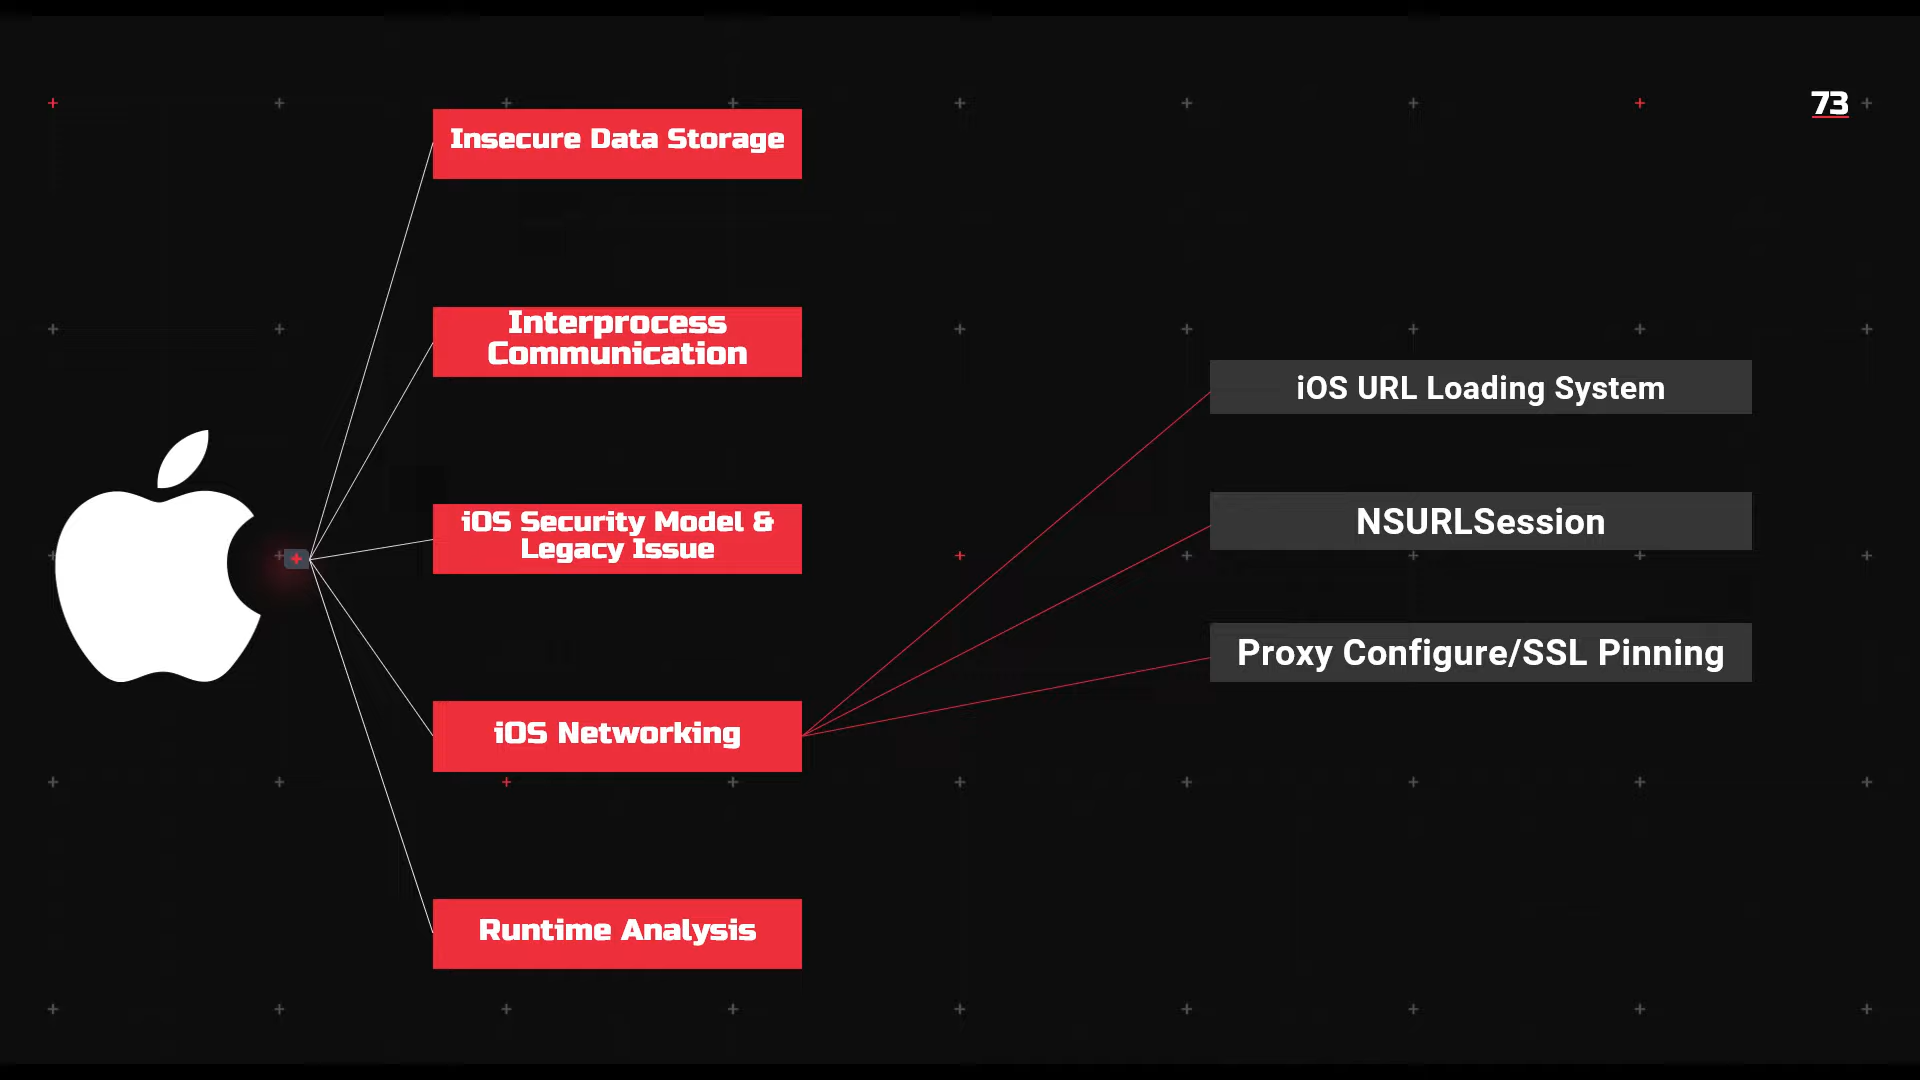 73
Insecure Data Storage
Interprocess
Communication
iOS Security Model &
Legacy Issue
iOS Networking
Runtime Analysis
iOS URL Loading System
NSURLSession
Proxy Configure/SSL Pinning